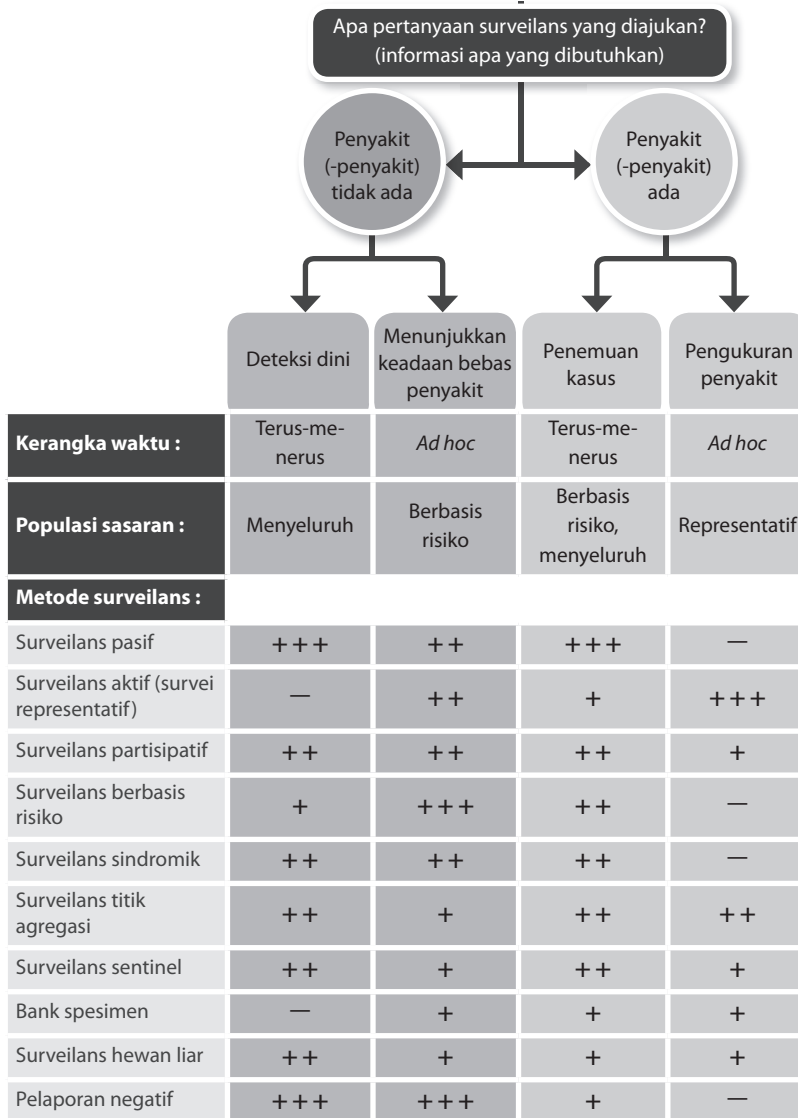 Apa pertanyaan surveilans yang diajukan?
(informasi apa yang dibutuhkan)
Penyakit
(-penyakit)
tidak ada
Penyakit
(-penyakit)
ada
Deteksi dini
Menunjukkan
keadaan bebas
penyakit
Penemuan
kasus
Pengukuran
penyakit
Kerangka waktu :
Terus-me-
nerus
Ad hoc
Terus-me-
nerus
Ad hoc
Populasi sasaran :
Menyeluruh
Berbasis
risiko
Berbasis
risiko,
menyeluruh
Representatif
Metode surveilans :
Surveilans pasif +++ ++ +++ —
Surveilans aktif (survei
representatif) — ++ + +++
Surveilans partisipatif ++ ++ ++ +
Surveilans berbasis
risiko + +++ ++ —
Surveilans sindromik ++ ++ ++ —
Surveilans titik
agregasi ++ + ++ ++
Surveilans sentinel ++ + ++ +
Bank spesimen — + + +
Surveilans hewan liar ++ + + +
Pelaporan negatif +++ +++ + —